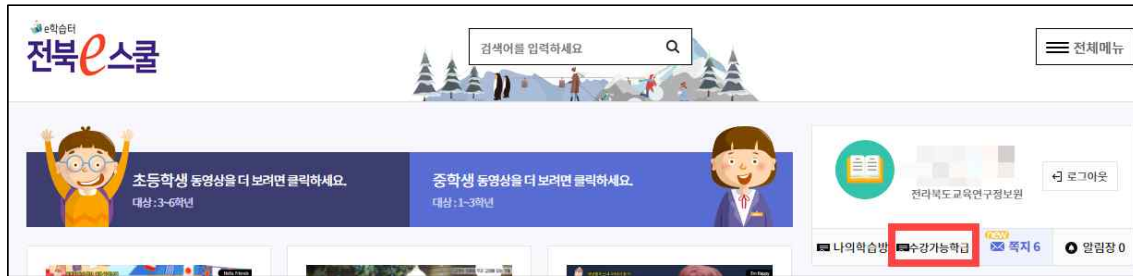 e학습터
전북e스쿨
검색어를 입력하세요
전체메뉴
초등학생 동영상을 더 보려면 클릭하세요.
대상 : 3~6학년
중학생 동영상을 더 보려면 클릭하세요.
대상 : 1~3학년
전라북도교육연구정보원
로그아웃
나의학습방
수강가능학급
new
쪽지 6
알림장 0
Hello, Friends
I'm Happy